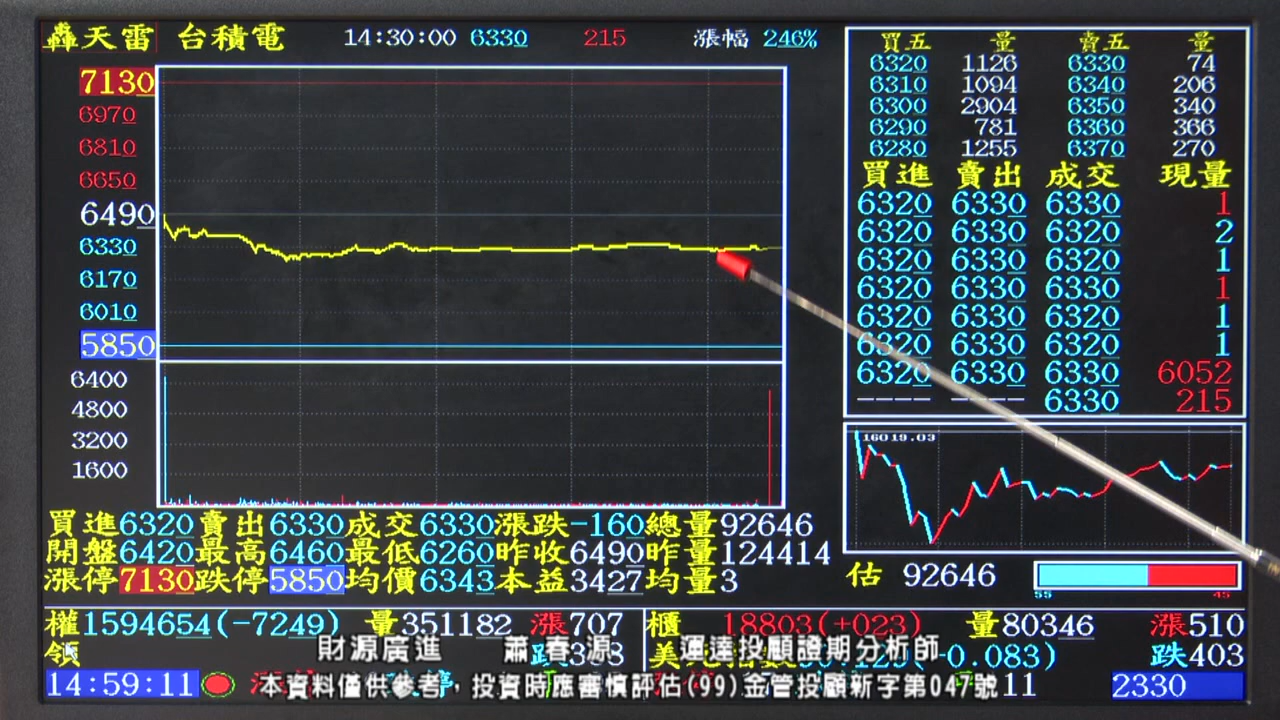 轟天雷 台積電 14:30:00 6330 215 漲幅 246%
7130
6970
6810
6650
6490
6330
6170
6010
5850
6400
4800
3200
1600
買五 量 賣五 量
6320 1126 6330 74
6310 1094 6340 206
6300 2904 6350 340
6290 781 6360 366
6280 1255 6370 270
買進 賣出 成交 現量
6320 6330 6330 1
6320 6330 6320 2
6320 6330 6320 1
6320 6330 6330 1
6320 6330 6320 1
6320 6330 6320 1
6320 6330 6330 6052
---- ---- 6330 215
16019.03
買進6320賣出6330成交6330漲跌-160總量92646
開盤6420最高6460最低6260昨收6490昨量124414
漲停7130跌停5850均價6343本益3427均量3
估 92646
55 45
權1594654(-7249) 量351182 漲707
領 跌383
櫃 18803(+023) 量80346 漲510
美元指數 -0.083) 跌403
財源廣進 蕭春源 運達投顧證期分析師
14:59:11 本資料僅供參考，投資時應審慎評估(99)金管投顧新字第047號 11 2330